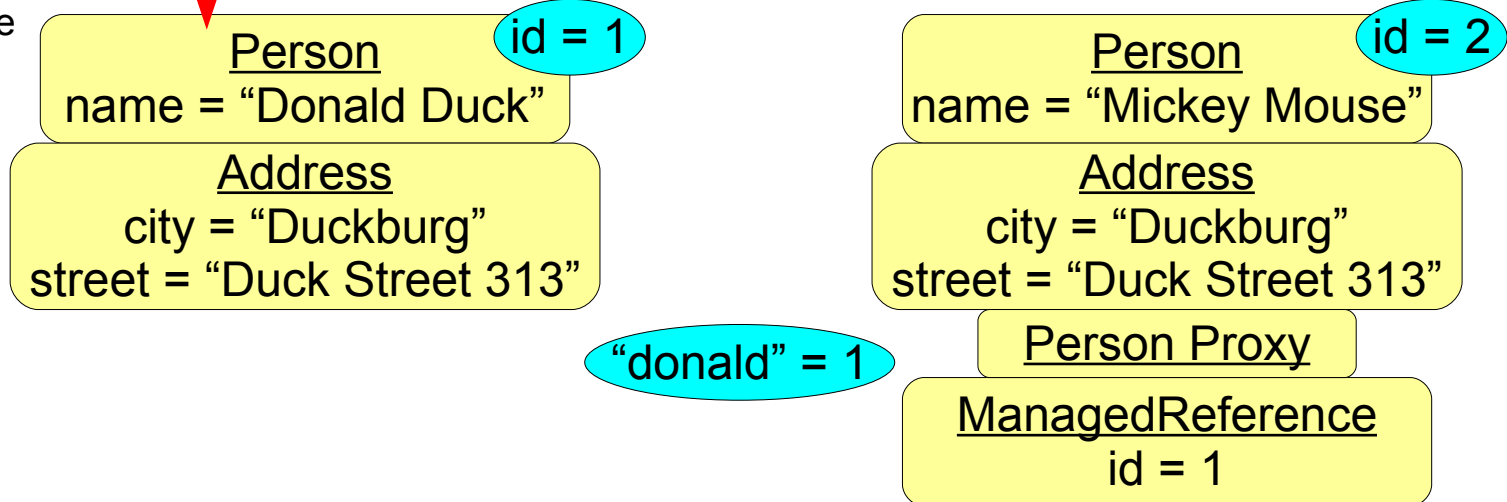 e
Person
name = “Donald Duck”
id = 1
Address
city = “Duckburg”
street = “Duck Street 313”
Person
name = “Mickey Mouse”
id = 2
Address
city = “Duckburg”
street = “Duck Street 313”
“donald” = 1
Person Proxy
ManagedReference
id = 1